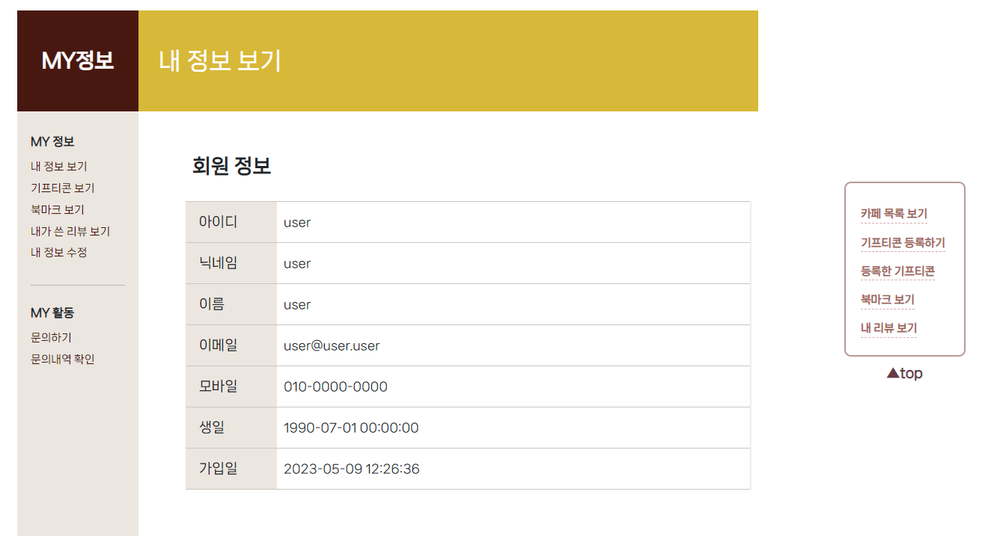 MY정보
내 정보 보기
MY 정보
내 정보 보기
기프티콘 보기
북마크 보기
내가 쓴 리뷰 보기
내 정보 수정
MY 활동
문의하기
문의내역 확인
회원 정보
아이디 user
닉네임 user
이름 user
이메일 user@user.user
모바일 010-0000-0000
생일 1990-07-01 00:00:00
가입일 2023-05-09 12:26:36
카페 목록 보기
기프티콘 등록하기
등록한 기프티콘
북마크 보기
내 리뷰 보기
▲top